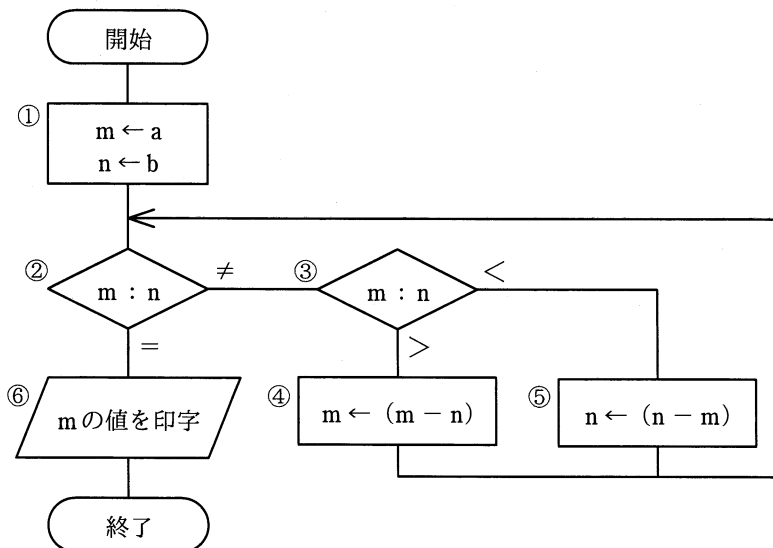 開始
①
m ← a
n ← b
②
m : n
≠
③
m : n
＜
=
＞
⑥
mの値を印字
④
m ← (m − n)
⑤
n ← (n − m)
終了